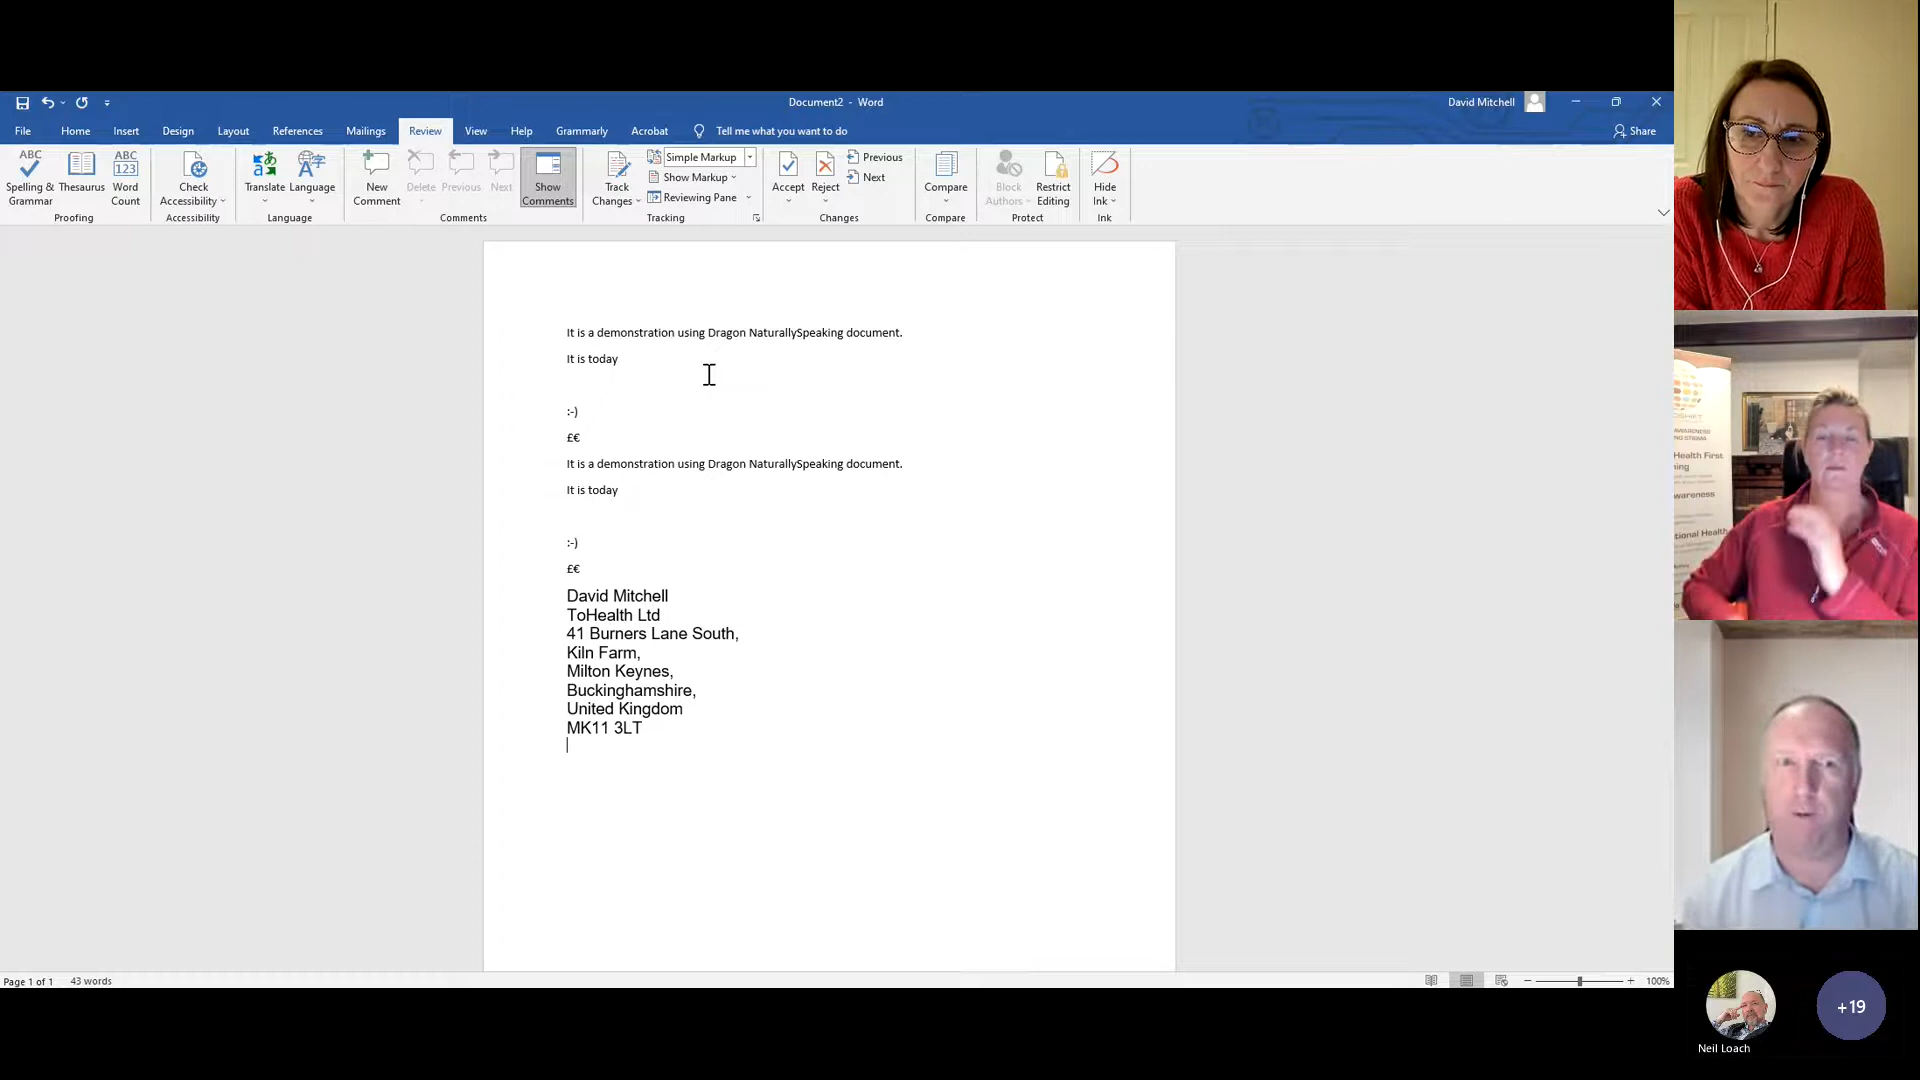 Document2 - Word
David Mitchell
File Home Insert Design Layout References Mailings Review View Help Grammarly Acrobat Tell me what you want to do Share
ABC
Spelling &
Grammar
Thesaurus
ABC
123
Word
Count
Proofing
Check
Accessibility
Accessibility
Translate
Language
Language
New
Comment
Delete
Previous
Next
Show
Comments
Comments
Track
Changes
Simple Markup
Show Markup
Reviewing Pane
Tracking
Accept
Reject
Previous
Next
Changes
Compare
Compare
Block
Authors
Restrict
Editing
Protect
Hide
Ink
Ink
It is a demonstration using Dragon NaturallySpeaking document.
It is today
:-)
£€
It is a demonstration using Dragon NaturallySpeaking document.
It is today
:-)
£€
David Mitchell
ToHealth Ltd
41 Burners Lane South,
Kiln Farm,
Milton Keynes,
Buckinghamshire,
United Kingdom
MK11 3LT
Page 1 of 1 43 words
100%
Health First
+19
Neil Loach